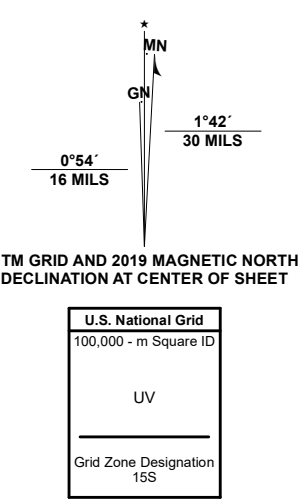 ★
MN
GN
1°42´
30 MILS
0°54´
16 MILS
TM GRID AND 2019 MAGNETIC NORTH
DECLINATION AT CENTER OF SHEET
U.S. National Grid
100,000 - m Square ID
UV
Grid Zone Designation
15S